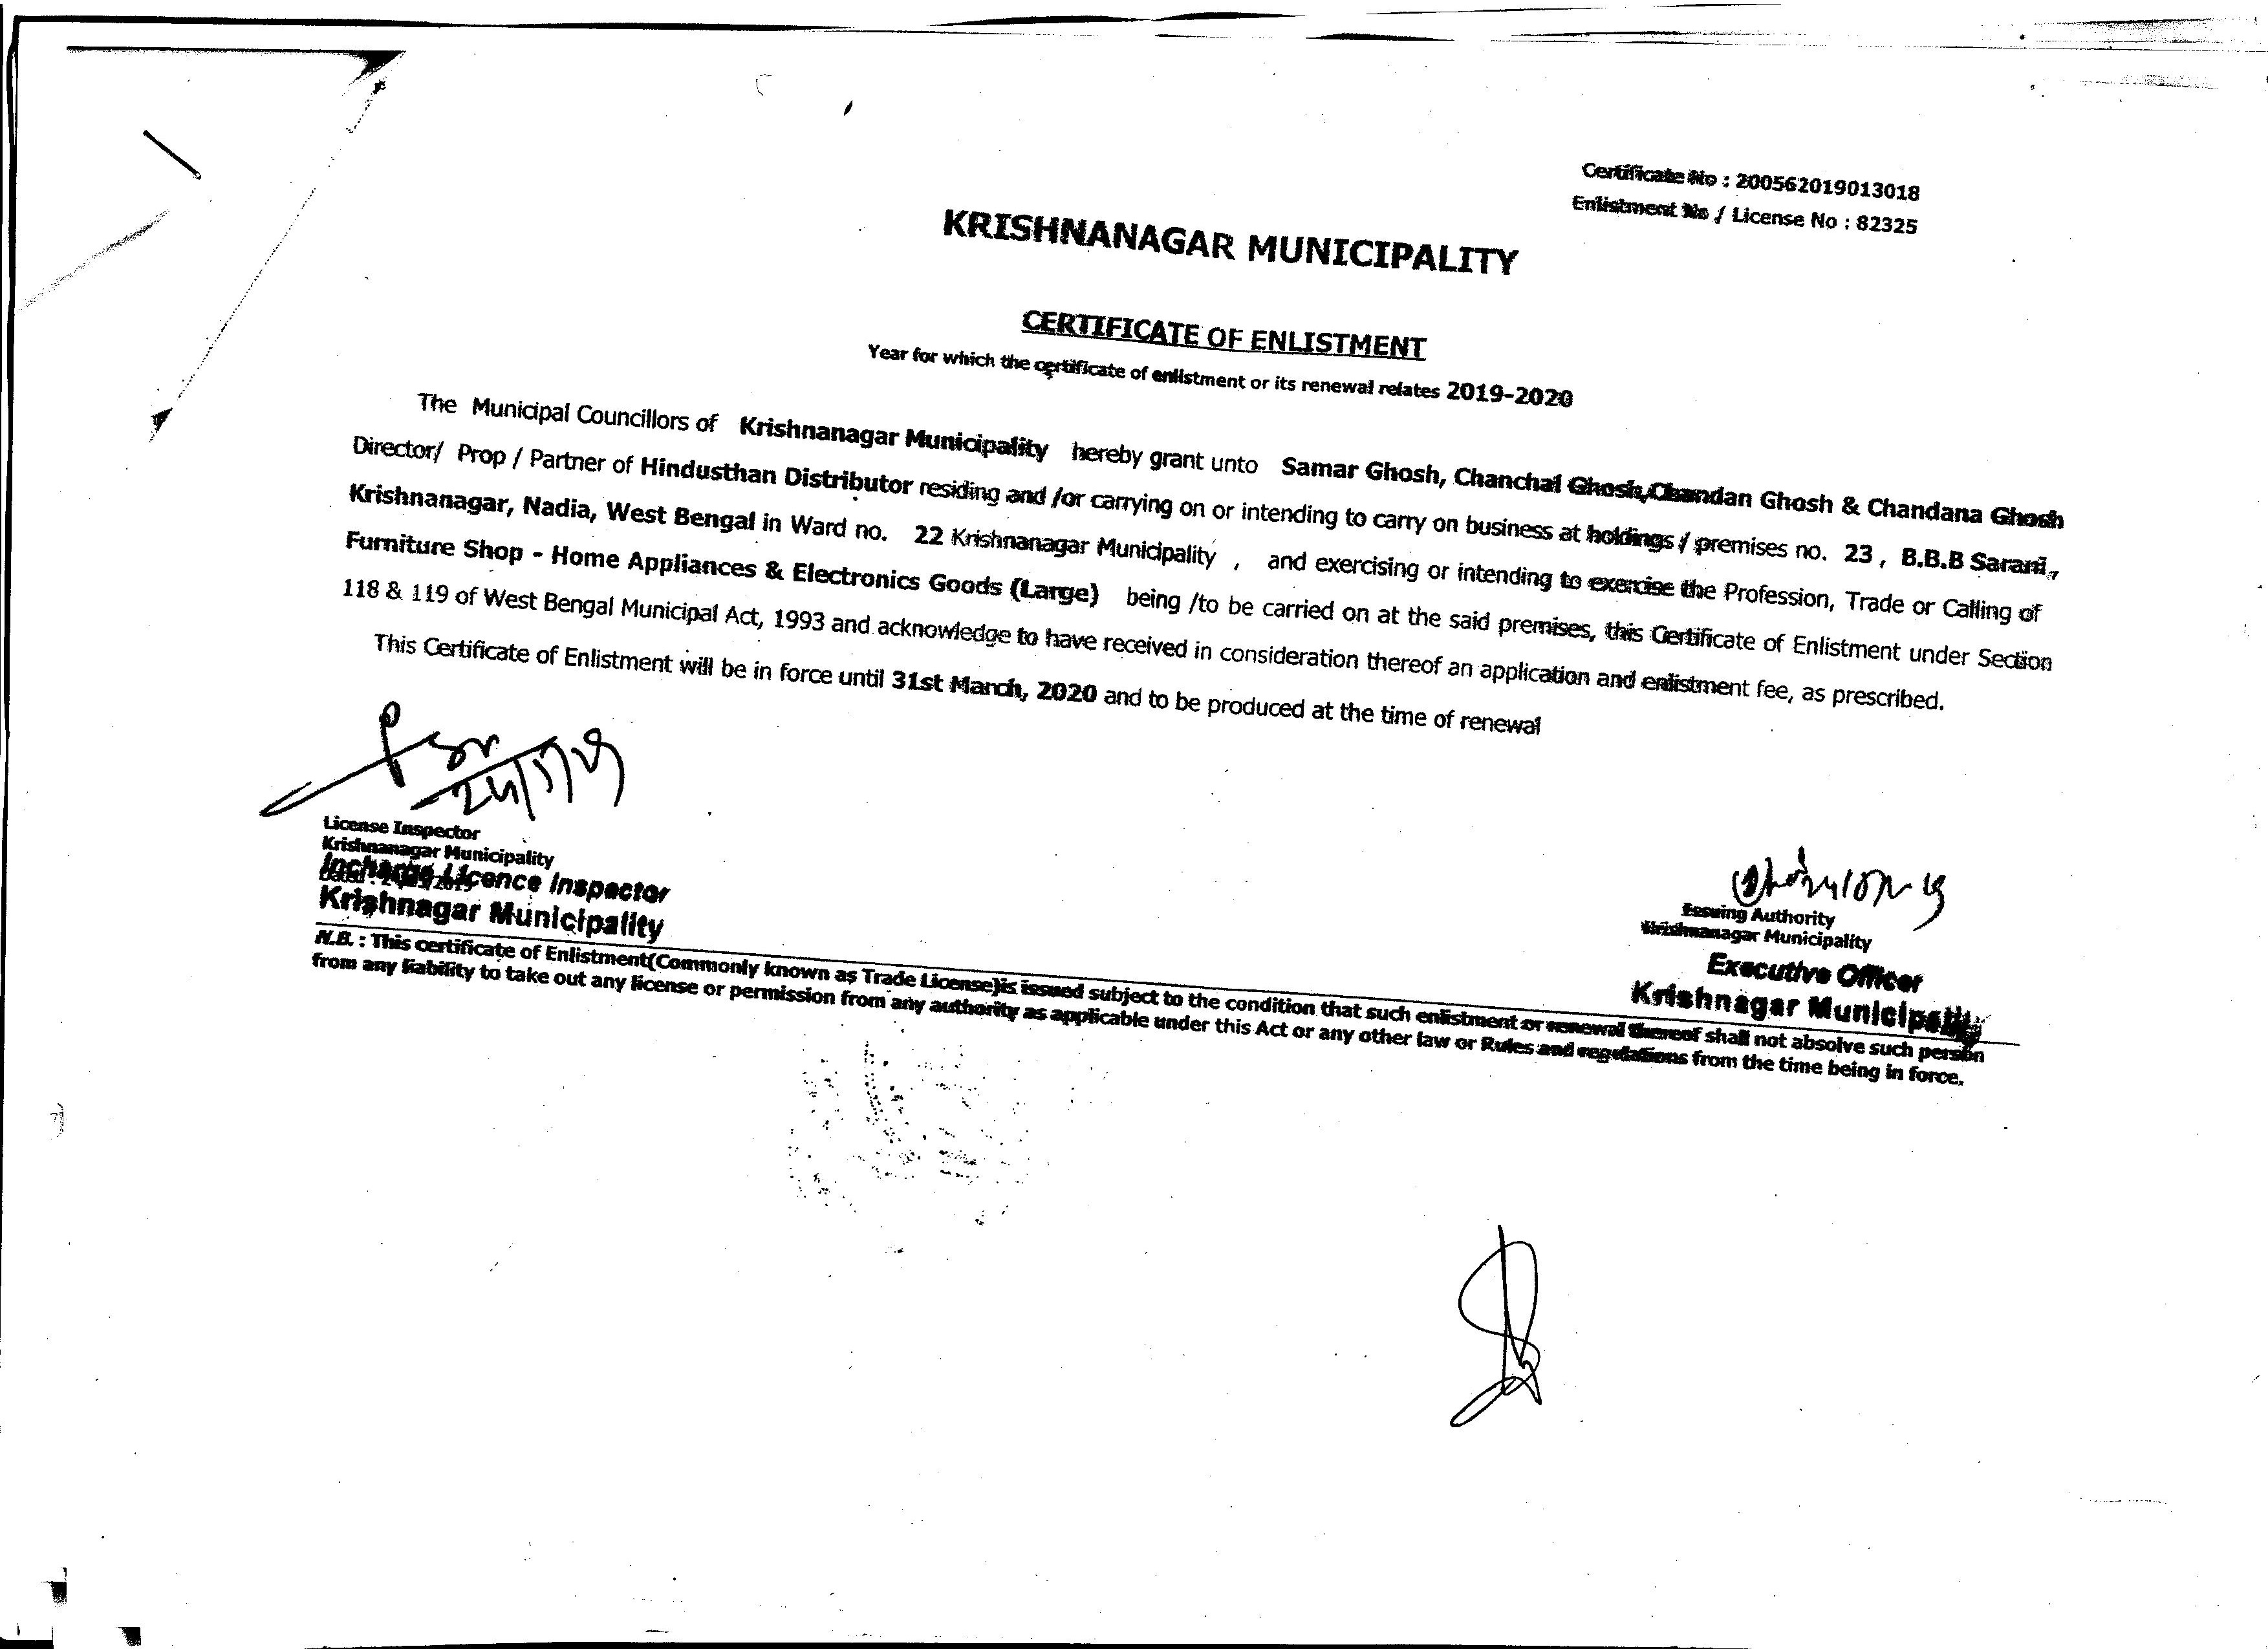 Certificate No : 200562019013018
Enlistment No / License No : 82325
KRISHNANAGAR MUNICIPALITY
CERTIFICATE OF ENLISTMENT
Year for which the certificate of enlistment or its renewal relates 2019-2020
The Municipal Councillors of Krishnanagar Municipality hereby grant unto Samar Ghosh, Chanchal Ghosh,Chandan Ghosh & Chandana Ghosh
Director/ Prop / Partner of Hindusthan Distributor residing and /or carrying on or intending to carry on business at holdings / premises no. 23 , B.B.B Sarani,,
Krishnanagar, Nadia, West Bengal in Ward no. 22 Krishnanagar Municipality , and exercising or intending to exercise the Profession, Trade or Calling of
Furniture Shop - Home Appliances & Electronics Goods (Large) being /to be carried on at the said premises, this Certificate of Enlistment under Section
118 & 119 of West Bengal Municipal Act, 1993 and acknowledge to have received in consideration thereof an application and enlistment fee, as prescribed.
This Certificate of Enlistment will be in force until 31st March, 2020 and to be produced at the time of renewal
License Inspector
Krishnanagar Municipality
Incharge Licence Inspector
Krishnagar Municipality
Issuing Authority
Krishnanagar Municipality
Executive Officer
Krishnagar Municipality
N.B. : This certificate of Enlistment(Commonly known as Trade License)is issued subject to the condition that such enlistment or renewal thereof shall not absolve such person
from any liability to take out any license or permission from any authority as applicable under this Act or any other law or Rules and regulations from the time being in force.